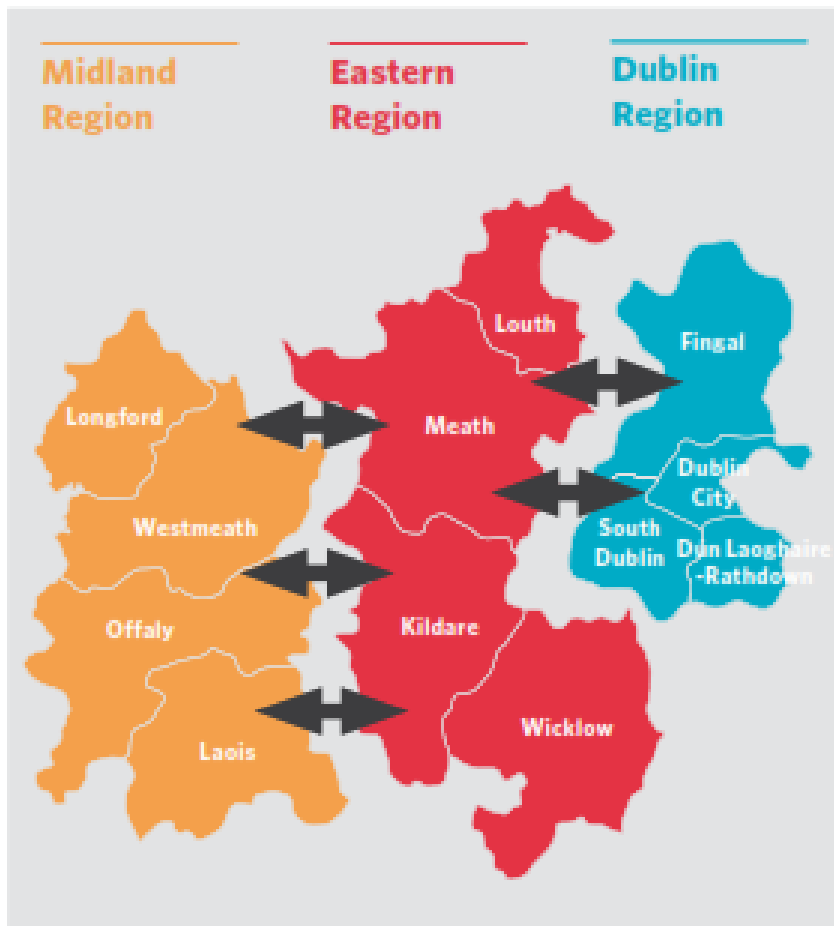 Midland
Region
Eastern
Region
Dublin
Region
Louth
Fingal
Longford
Meath
Dublin
City
Westmeath
South
Dublin
Dun Laoghaire
-Rathdown
Offaly
Kildare
Wicklow
Laois